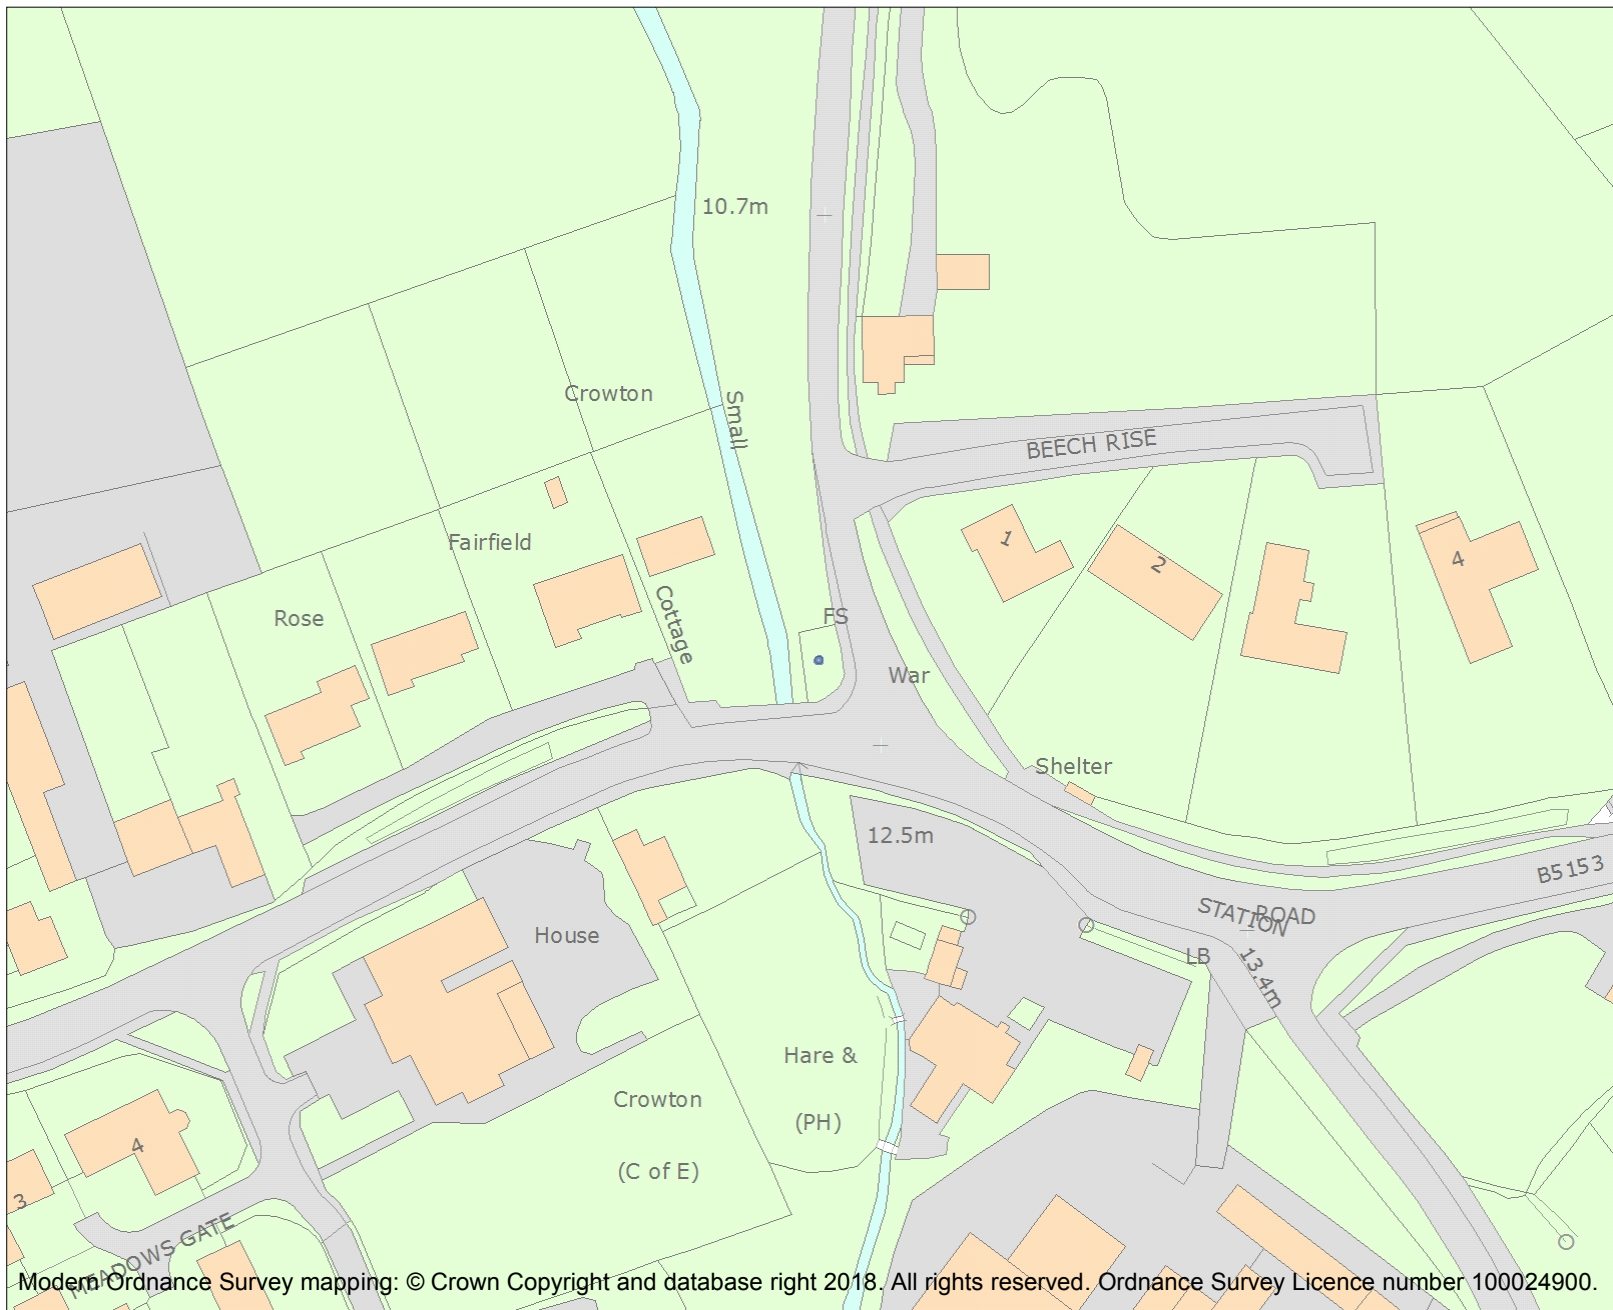 10.7m
Crowton
Small
BEECH RISE
Fairfield
1
2
4
Rose
Cottage
FS
War
Shelter
12.5m
B5153
STATION
ROAD
House
LB
13.4m
Hare &
(PH)
Crowton
(C of E)
4
3
MEADOWS GATE
Modern Ordnance Survey mapping: © Crown Copyright and database right 2018. All rights reserved. Ordnance Survey Licence number 100024900.